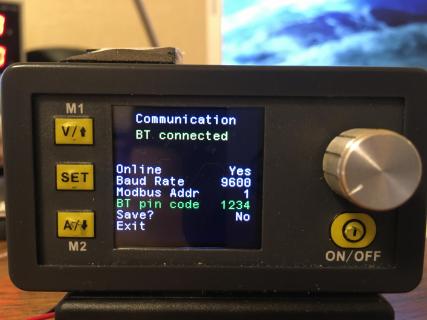 M1
V/⬆
SET
A/⬇
M2
Communication
BT connected
Online Yes
Baud Rate 9600
Modbus Addr 1
BT pin code 1234
Save? No
Exit
ON/OFF